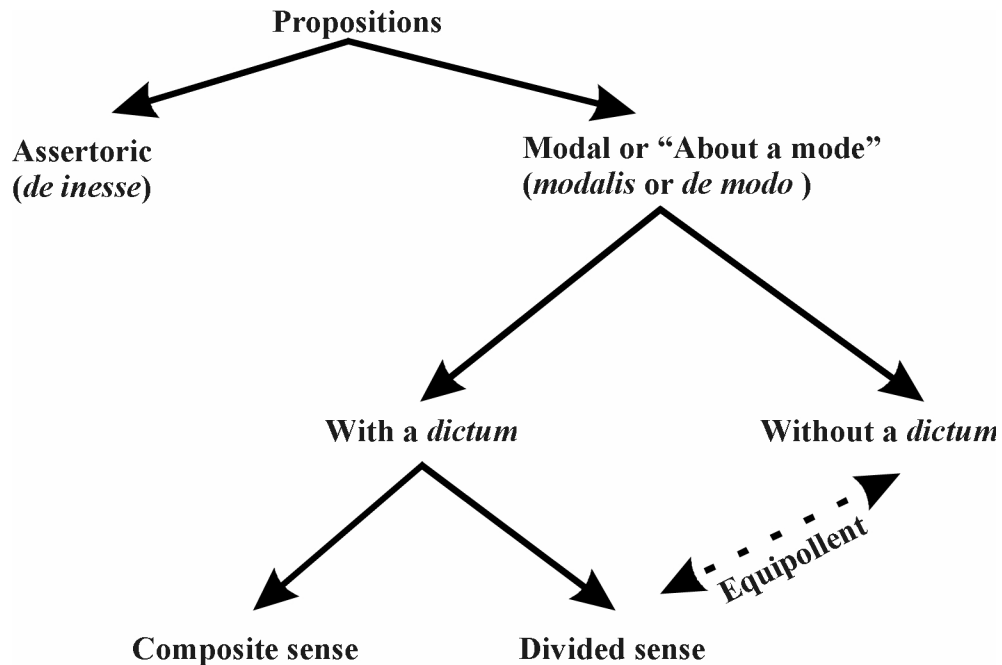 Propositions
Assertoric
(de inesse)
Modal or “About a mode”
(modalis or de modo )
With a dictum
Without a dictum
Equipollent
Composite sense
Divided sense